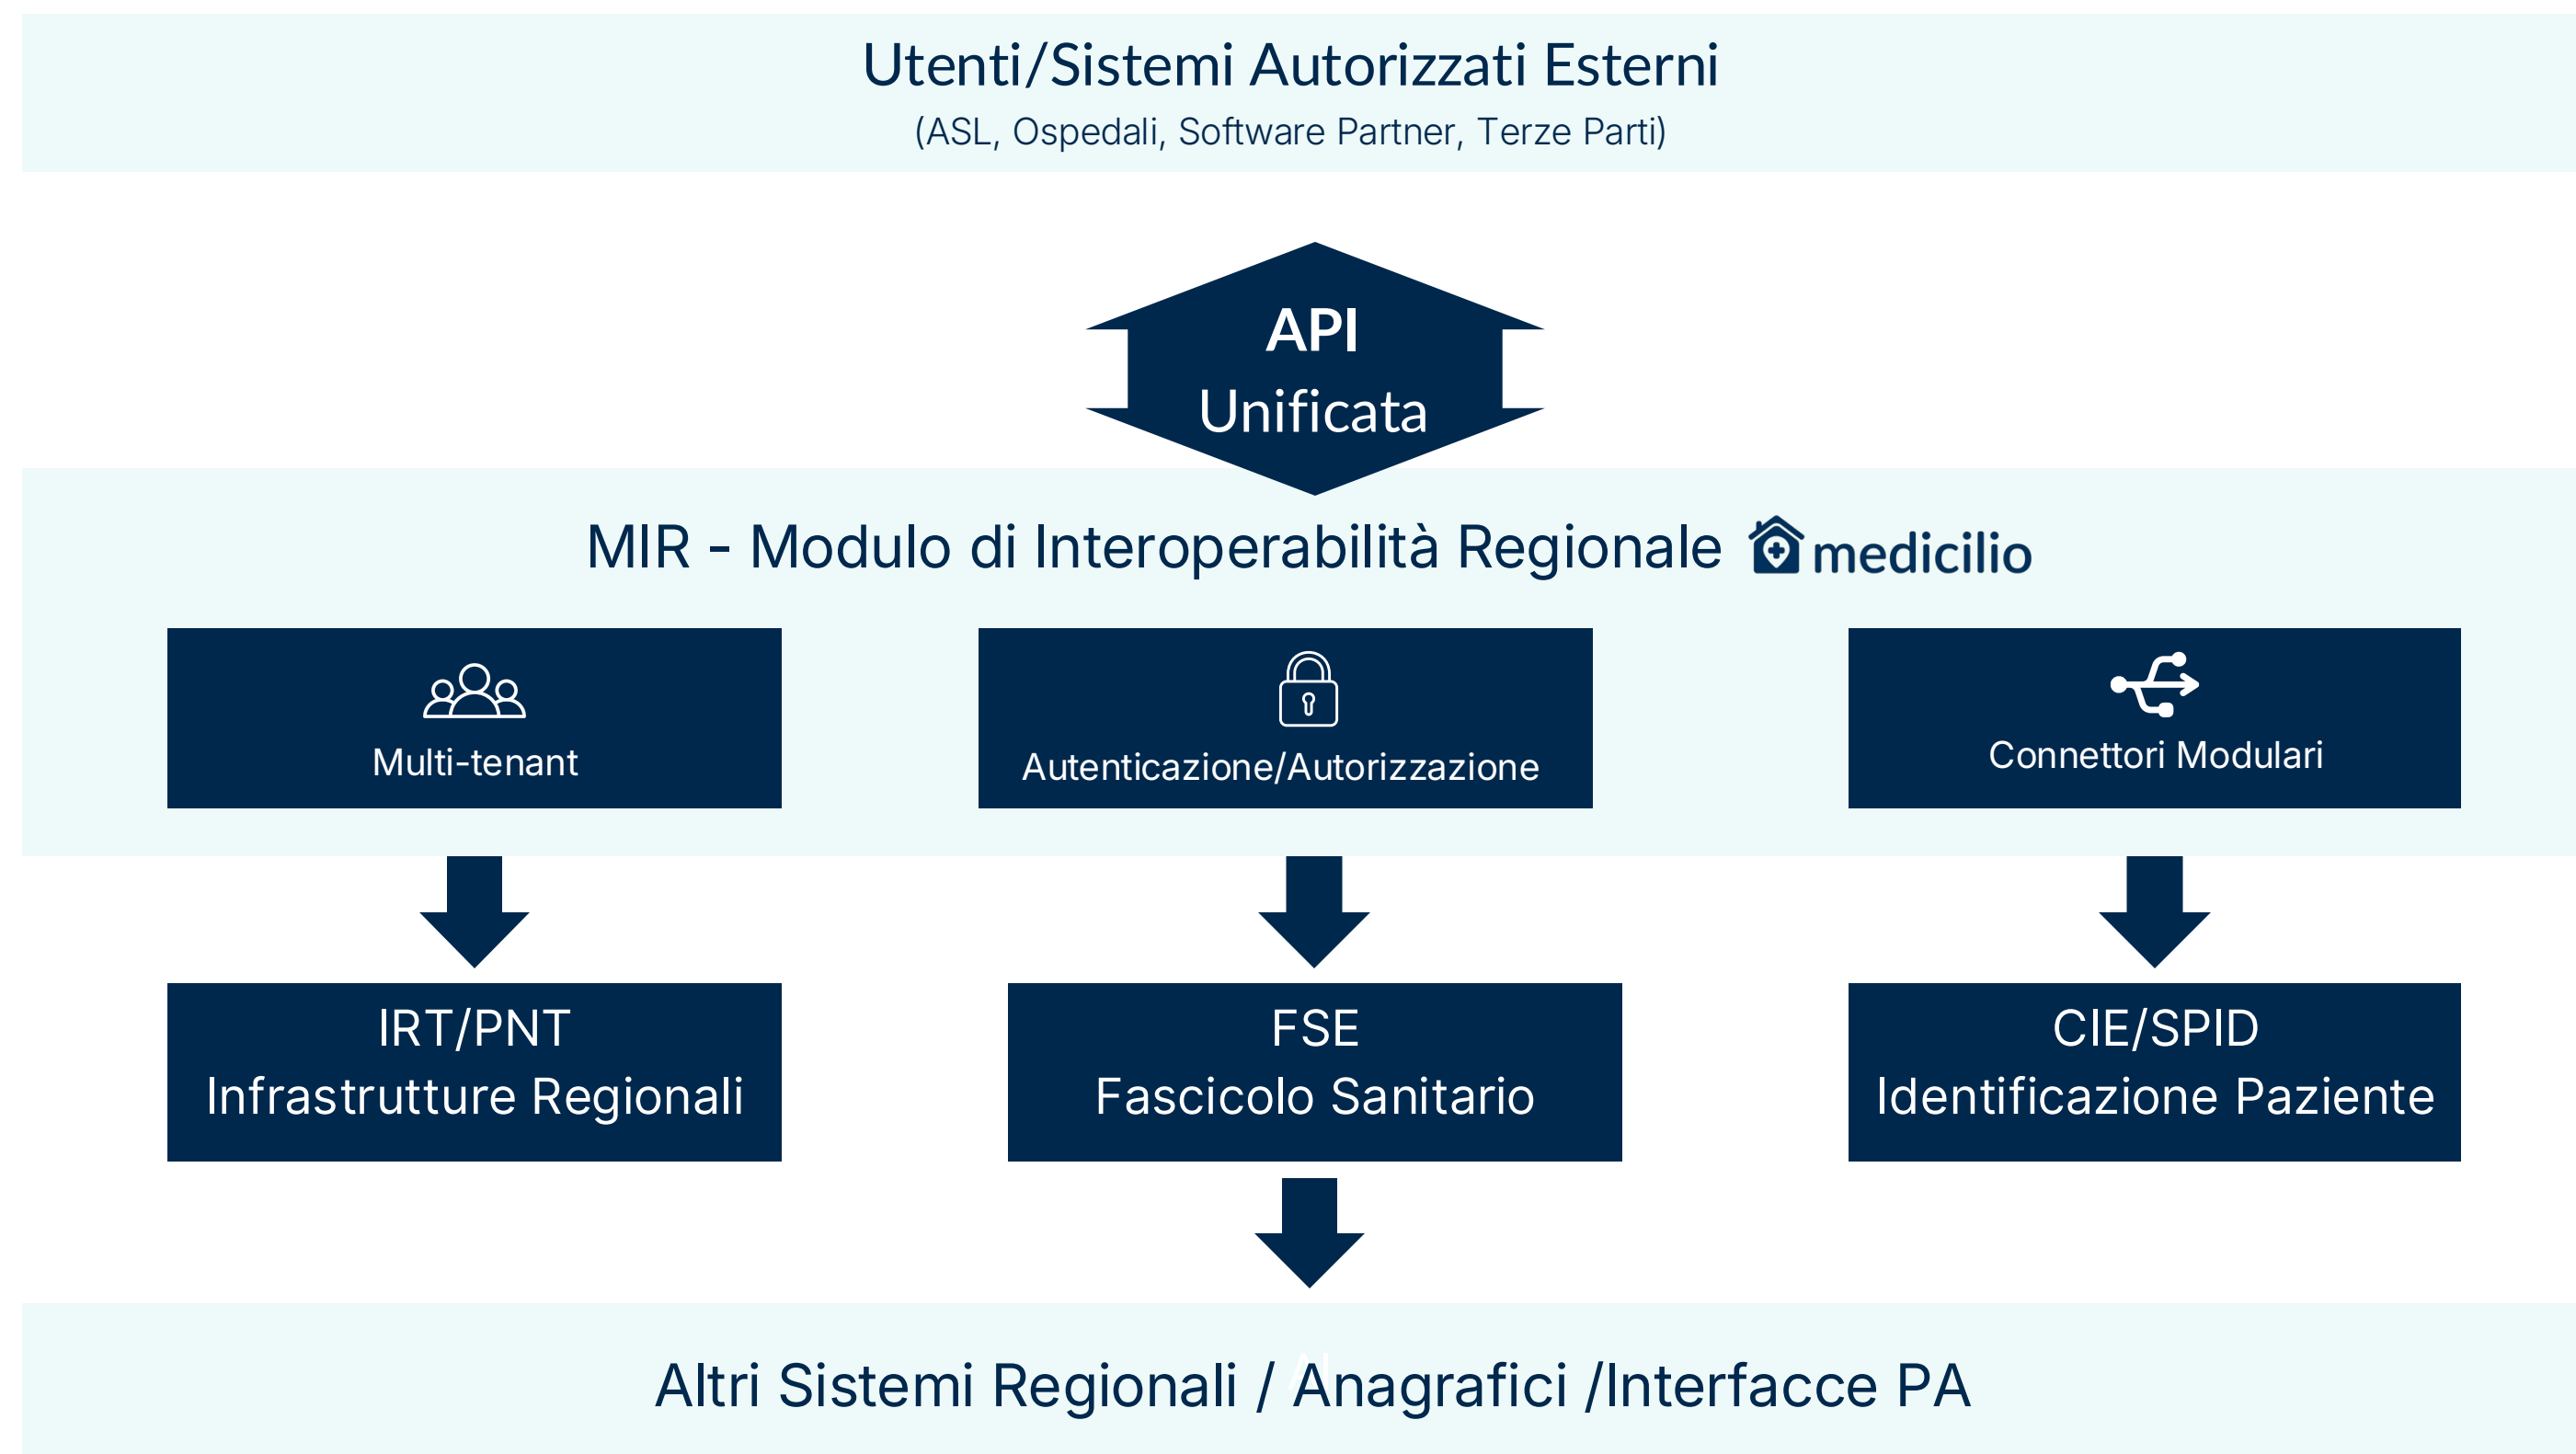 Utenti/Sistemi Autorizzati Esterni
(ASL, Ospedali, Software Partner, Terze Parti)
API
Unificata
MIR - Modulo di Interoperabilità Regionale medicilio
Multi-tenant
Autenticazione/Autorizzazione
Connettori Modulari
IRT/PNT
Infrastrutture Regionali
FSE
Fascicolo Sanitario
CIE/SPID
Identificazione Paziente
Altri Sistemi Regionali / Anagrafici /Interfacce PA